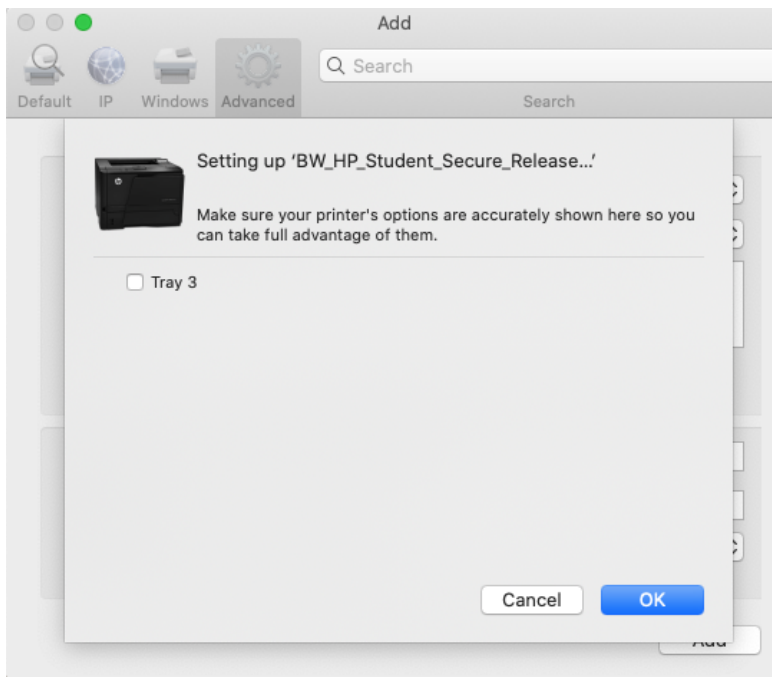 Add
Search
Default IP Windows Advanced Search
Setting up ‘BW_HP_Student_Secure_Release...’
Make sure your printer's options are accurately shown here so you
can take full advantage of them.
Tray 3
Cancel OK
Add